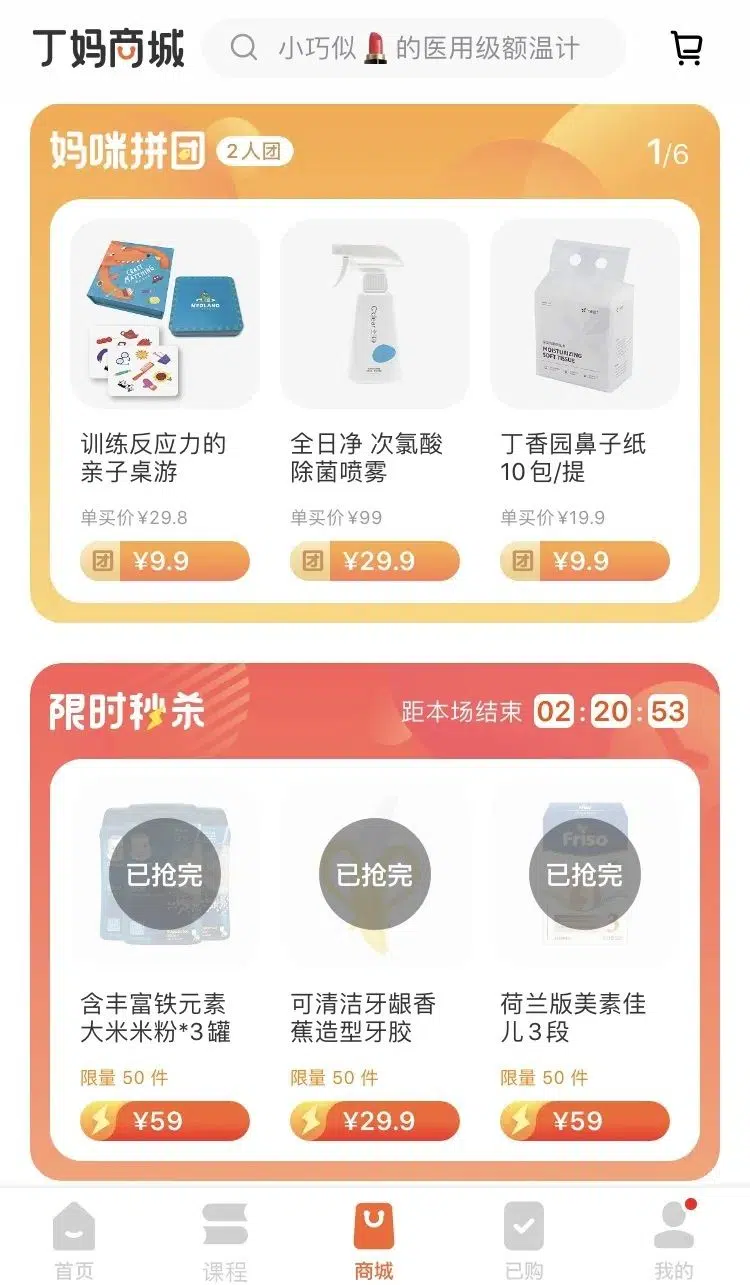 丁妈商城
小巧似💄的医用级额温计
妈咪拼团 2人团 1/6
CRAFT MATCHING
MYDLAND
MOISTURIZING
SOFT TISSUE
训练反应力的 全日净 次氯酸 丁香园鼻子纸
亲子桌游 除菌喷雾 10包/提
单买价¥29.8 单买价¥99 单买价¥19.9
团 ¥9.9 团 ¥29.9 团 ¥9.9
限时秒杀 距本场结束 02:20:53
Friso
3
已抢完 已抢完 已抢完
含丰富铁元素 可清洁牙龈香 荷兰版美素佳
大米米粉*3罐 蕉造型牙胶 儿3段
限量 50 件 限量 50 件 限量 50 件
¥59 ¥29.9 ¥59
首页 课程 商城 已购 我的